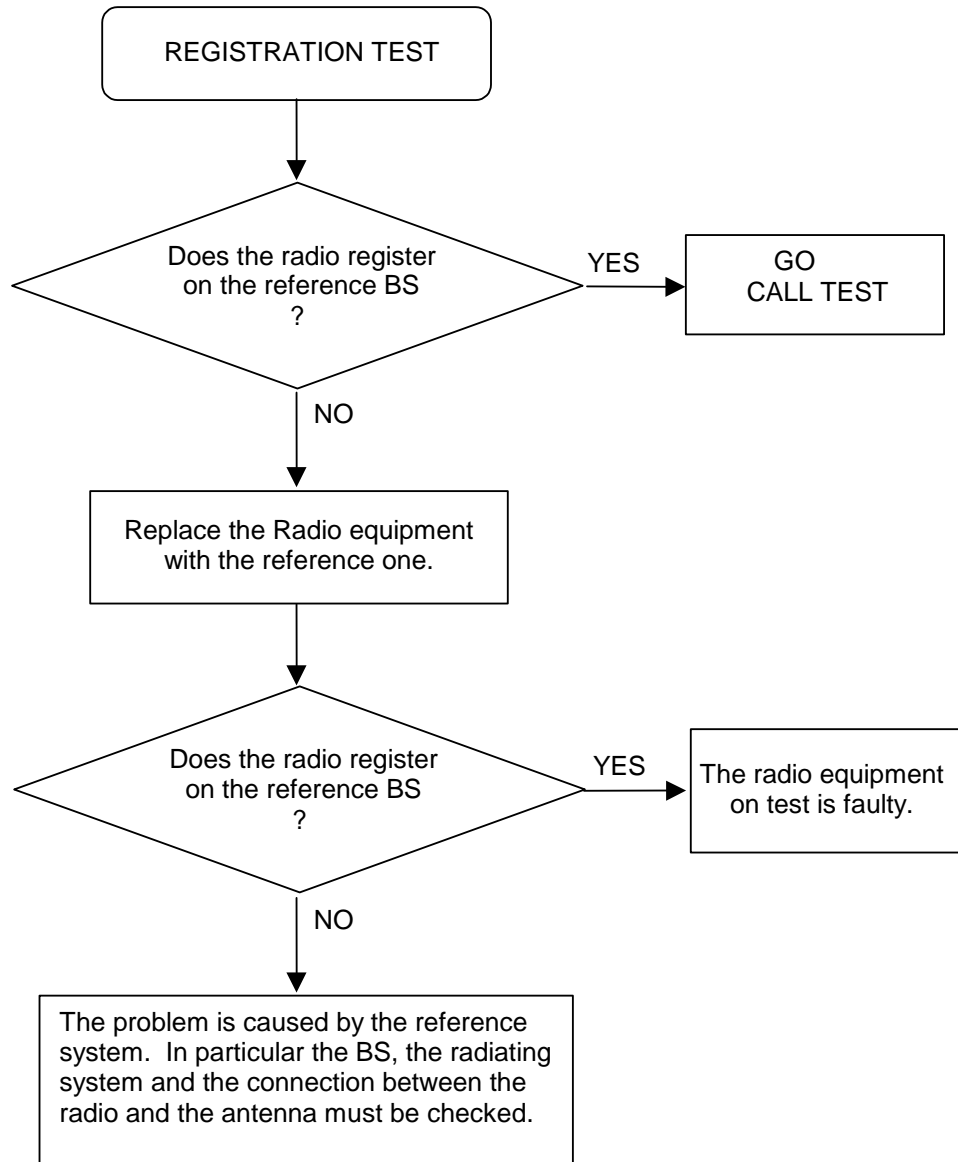 REGISTRATION TEST
Does the radio register
on the reference BS
?
YES
GO
CALL TEST
NO
Replace the Radio equipment
with the reference one.
Does the radio register
on the reference BS
?
YES
The radio equipment
on test is faulty.
NO
The problem is caused by the reference
system.  In particular the BS, the radiating
system and the connection between the
radio and the antenna must be checked.